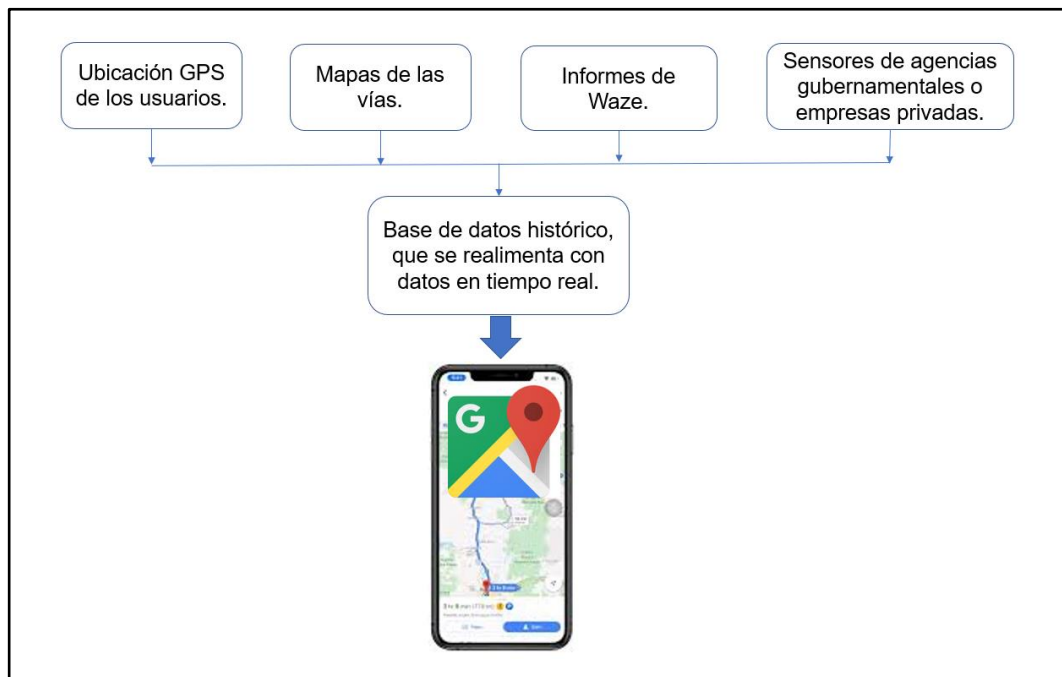 Ubicación GPS
de los usuarios.
Mapas de las
vías.
Informes de
Waze.
Sensores de agencias
gubernamentales o
empresas privadas.
Base de datos histórico,
que se realimenta con
datos en tiempo real.
G